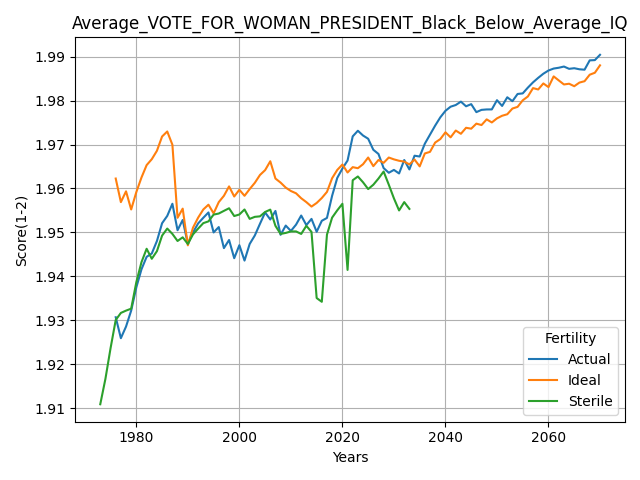 Average_VOTE_FOR_WOMAN_PRESIDENT_Black_Below_Average_IQ
Score(1-2)
1.99
1.98
1.97
1.96
1.95
1.94
1.93
1.92
1.91
1980
2000
2020
2040
2060
Years
Fertility
Actual
Ideal
Sterile